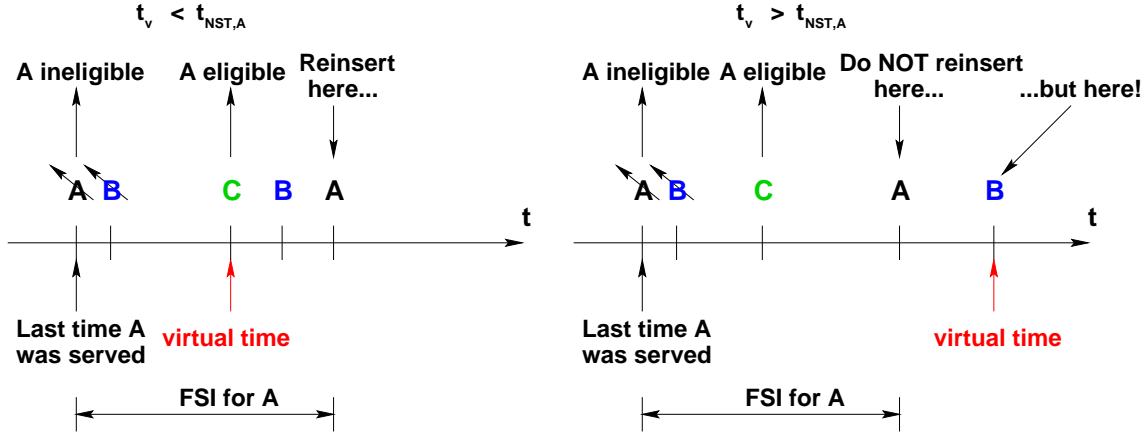 t_v < t_NST,A
A ineligible
A eligible
Reinsert
here...
A
B
C
B
A
t
Last time A
was served
virtual time
FSI for A
t_v > t_NST,A
A ineligible
A eligible
Do NOT reinsert
here...
...but here!
A
B
C
A
B
t
Last time A
was served
virtual time
FSI for A